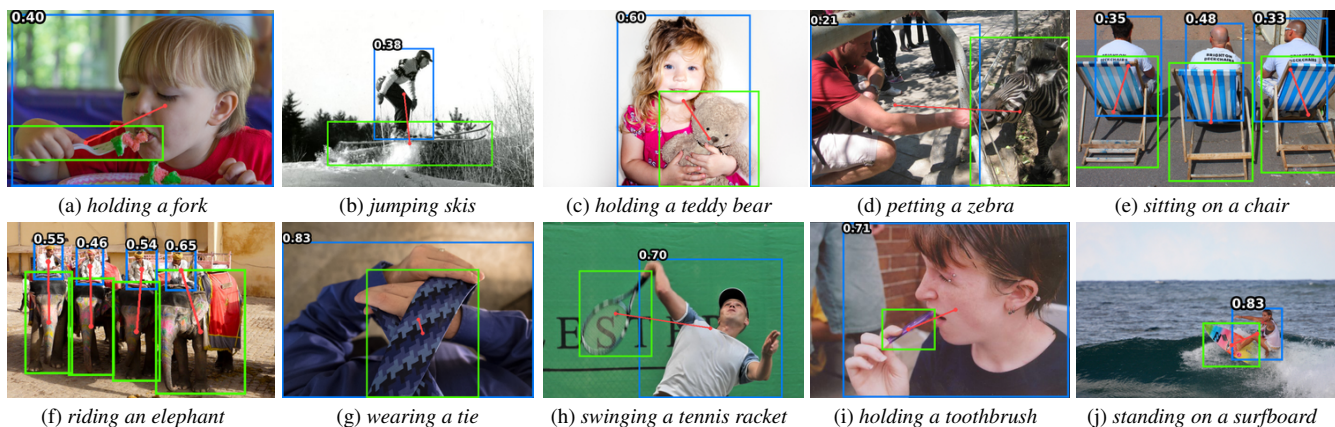 0.40
0.38
0.60
0.21
0.35
0.48
0.33
(a) holding a fork
(b) jumping skis
(c) holding a teddy bear
(d) petting a zebra
(e) sitting on a chair
0.55
0.46
0.54
0.65
0.83
0.70
0.71
0.83
(f) riding an elephant
(g) wearing a tie
(h) swinging a tennis racket
(i) holding a toothbrush
(j) standing on a surfboard